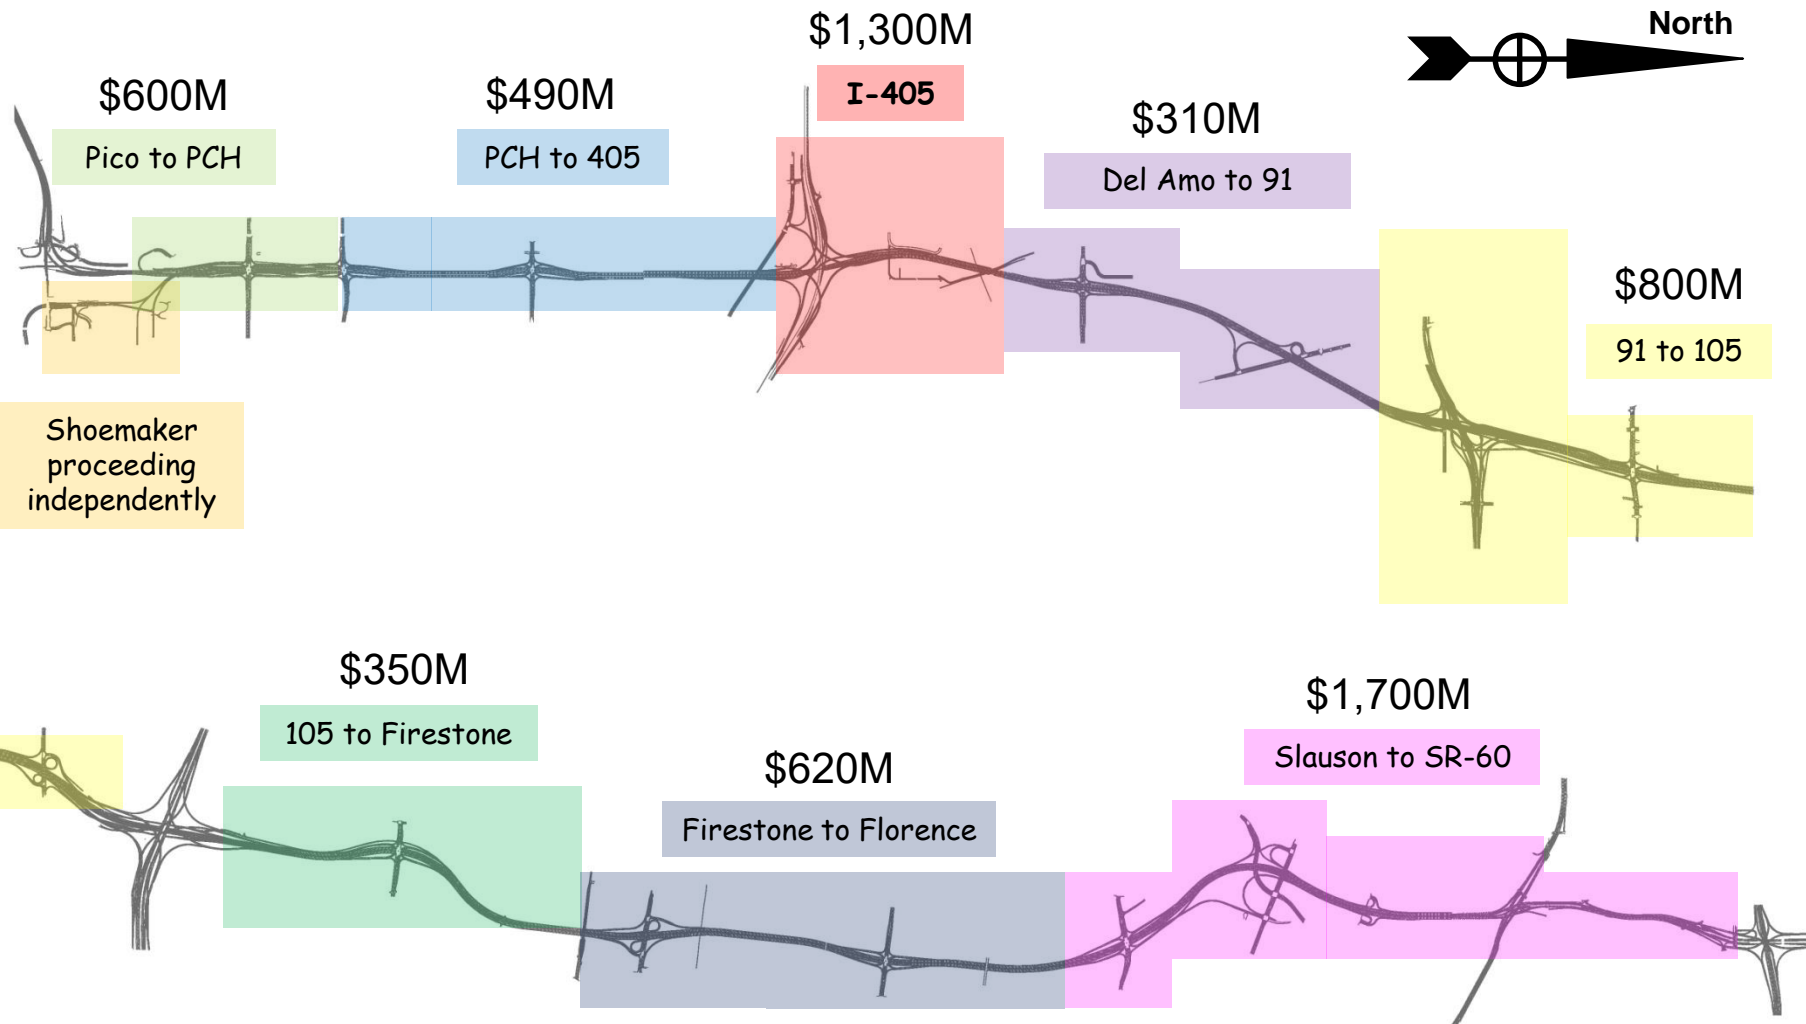 North
$1,300M
I-405
$600M
Pico to PCH
$490M
PCH to 405
$310M
Del Amo to 91
$800M
91 to 105
Shoemaker
proceeding
independently
$350M
105 to Firestone
$620M
Firestone to Florence
$1,700M
Slauson to SR-60